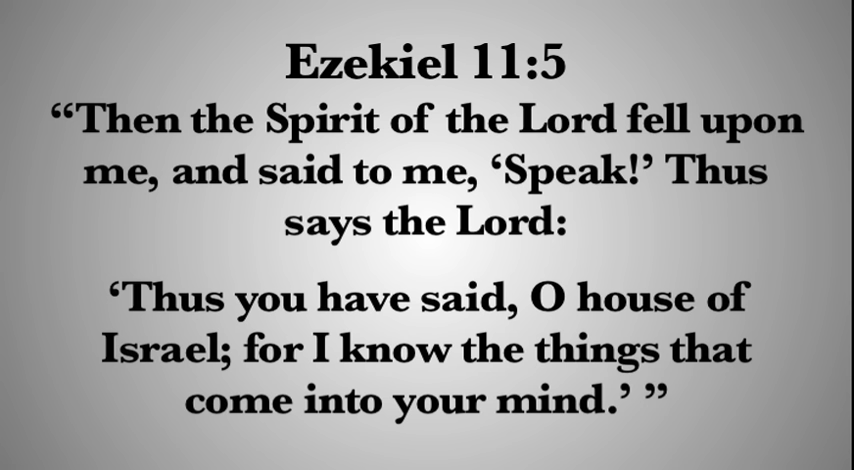 Ezekiel 11:5
“Then the Spirit of the Lord fell upon
me, and said to me, ‘Speak!’ Thus
says the Lord:
‘Thus you have said, O house of
Israel; for I know the things that
come into your mind.’ ”